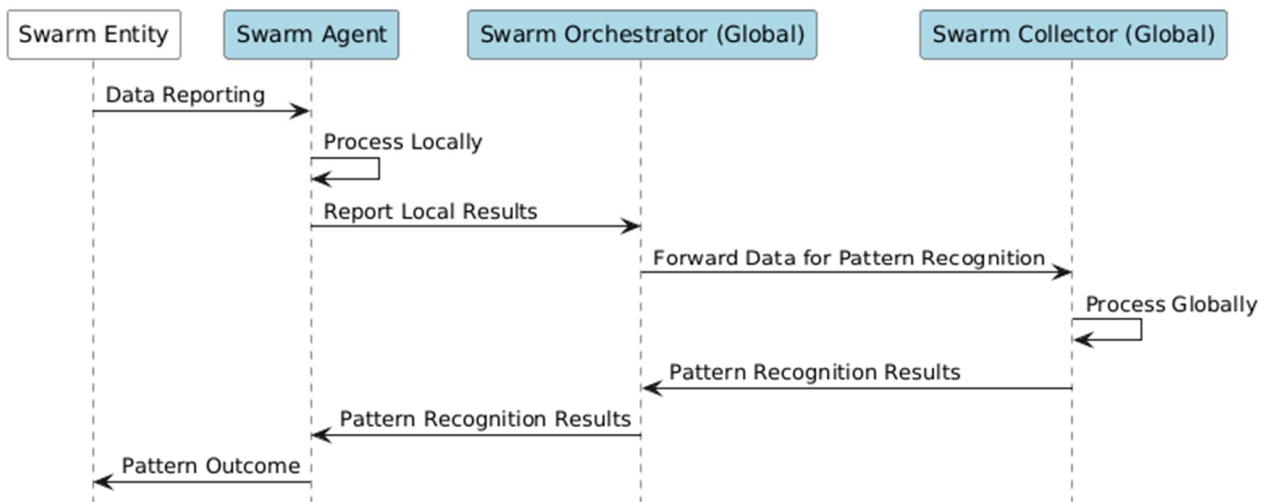 Swarm Entity
Swarm Agent
Swarm Orchestrator (Global)
Swarm Collector (Global)
Data Reporting
Process Locally
Report Local Results
Forward Data for Pattern Recognition
Process Globally
Pattern Recognition Results
Pattern Recognition Results
Pattern Outcome